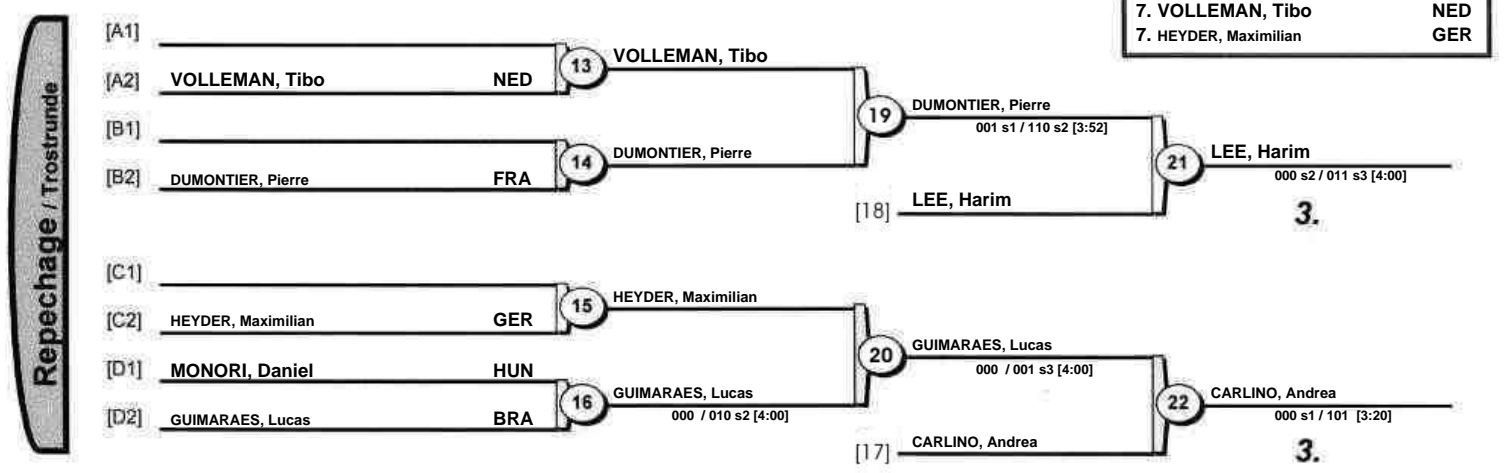 7. VOLLEMAN, Tibo NED
7. HEYDER, Maximilian GER
Repechage / Trostrunde
[A1]
[A2] VOLLEMAN, Tibo NED
13 VOLLEMAN, Tibo
[B1]
[B2] DUMONTIER, Pierre FRA
14 DUMONTIER, Pierre
19 DUMONTIER, Pierre
001 s1 / 110 s2 [3:52]
[18] LEE, Harim
21 LEE, Harim
000 s2 / 011 s3 [4:00]
3.
[C1]
[C2] HEYDER, Maximilian GER
15 HEYDER, Maximilian
[D1] MONORI, Daniel HUN
[D2] GUIMARAES, Lucas BRA
16 GUIMARAES, Lucas
000 / 010 s2 [4:00]
20 GUIMARAES, Lucas
000 / 001 s3 [4:00]
[17] CARLINO, Andrea
22 CARLINO, Andrea
000 s1 / 101 [3:20]
3.